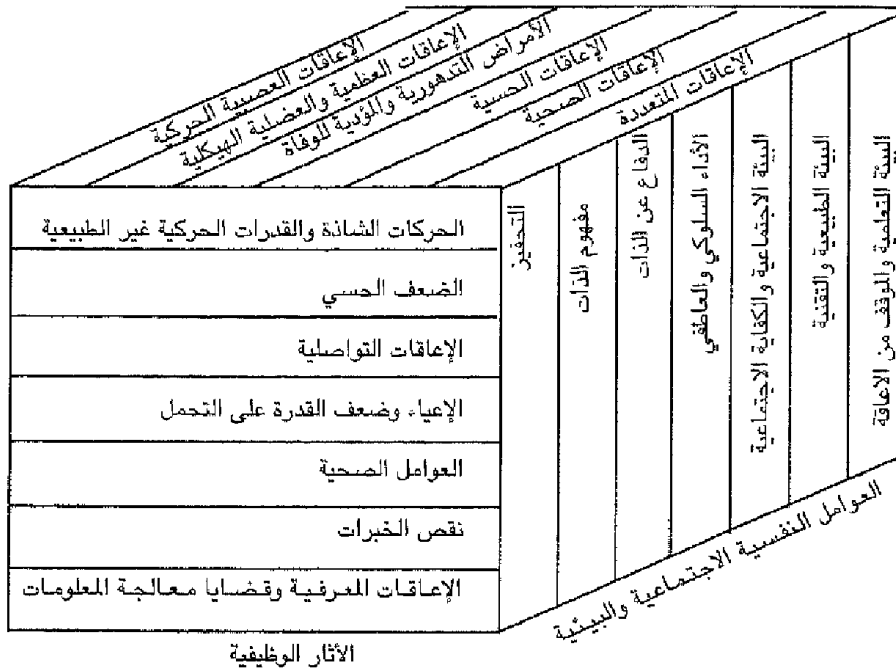 الإعاقات العصبية الحركية
الإعاقات العظمية والعضلية الهيكلية
الأمراض التدهورية والمؤدية للوفاة
الإعاقات الحسية
الإعاقات الصحية
الإعاقات المتعددة
الحركات الشاذة والقدرات الحركية غير الطبيعية
الضعف الحسي
الإعاقات التواصلية
الإعياء وضعف القدرة على التحمل
العوامل الصحية
نقص الخبرات
الإعاقات المعرفية وقضايا معالجة المعلومات
الأثار الوظيفية
التحفيز
مفهوم الذات
الدفاع عن الذات
الأداء السلوكي والعاطفي
البيئة الاجتماعية والكفاية الاجتماعية
البيئة الطبيعية والتقنية
البيئة التعلمية والموقف من الاعاقة
العوامل النفسية الاجتماعية والبيئية